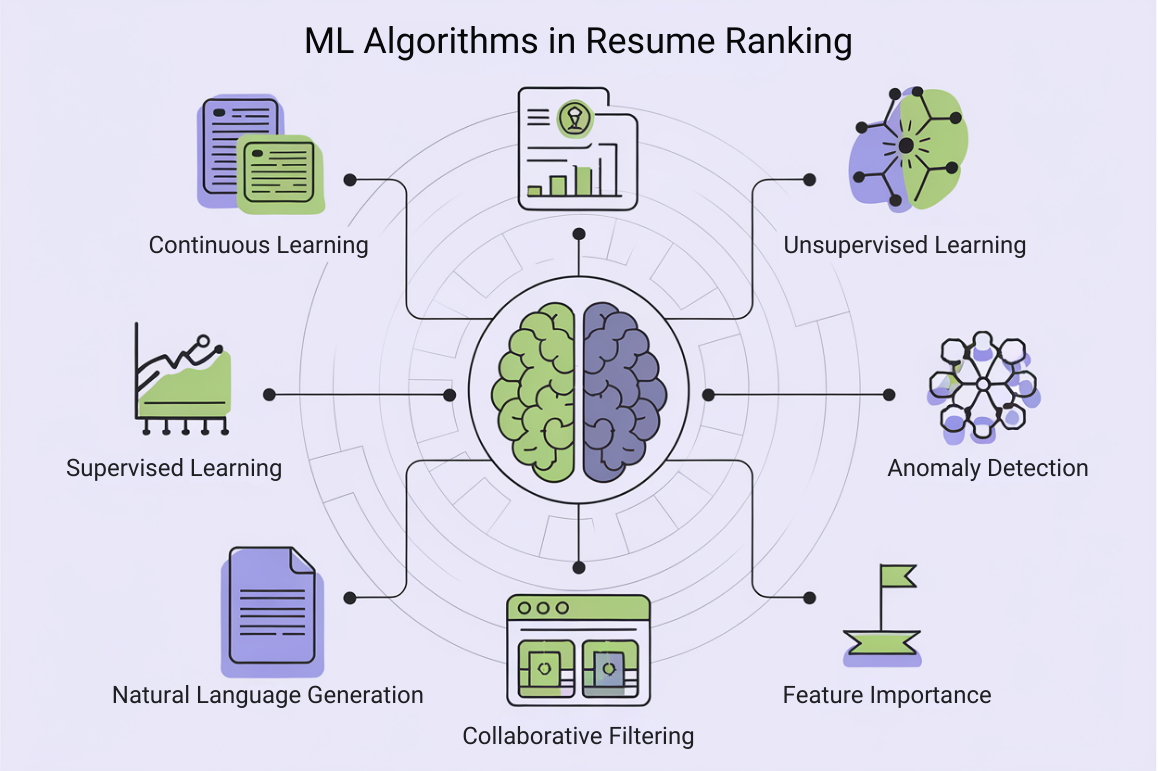 ML Algorithms in Resume Ranking
Continuous Learning
Unsupervised Learning
Supervised Learning
Anomaly Detection
Natural Language Generation
Feature Importance
Collaborative Filtering